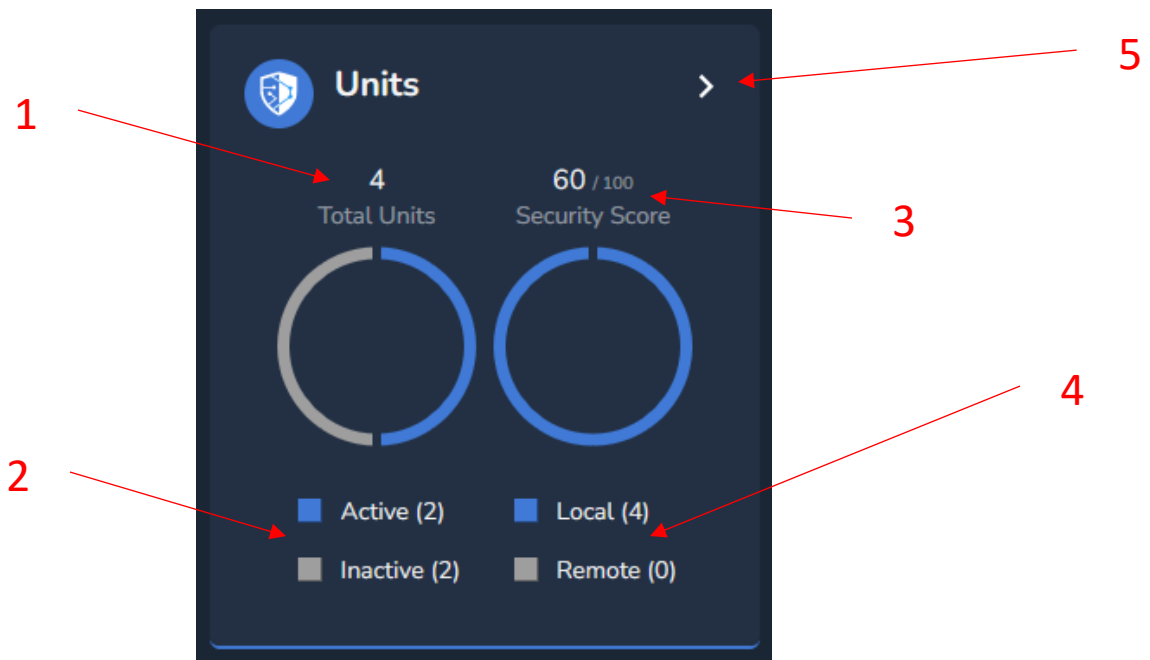 Units
5
1
4
60 / 100
Total Units
Security Score
3
4
2
Active (2)
Local (4)
Inactive (2)
Remote (0)